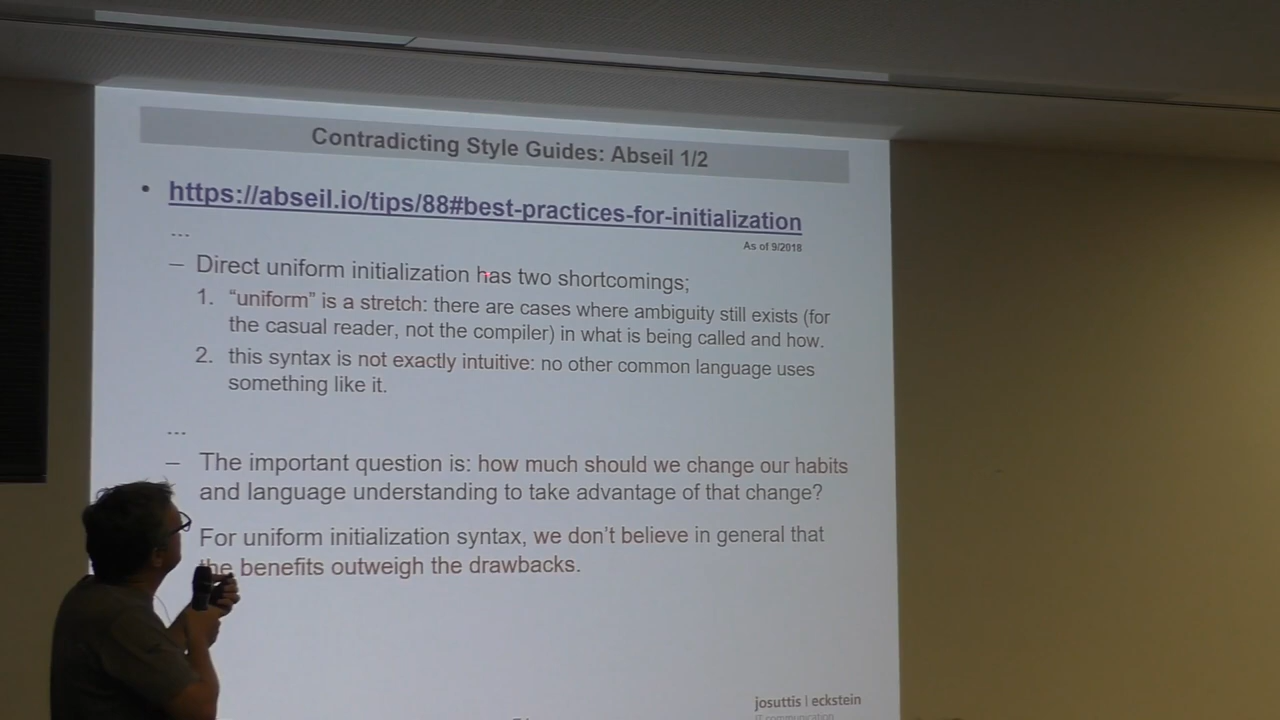 Contradicting Style Guides: Abseil 1/2
• https://abseil.io/tips/88#best-practices-for-initialization
...
As of 9/2018
– Direct uniform initialization has two shortcomings;
1. “uniform” is a stretch: there are cases where ambiguity still exists (for
the casual reader, not the compiler) in what is being called and how.
2. this syntax is not exactly intuitive: no other common language uses
something like it.
...
– The important question is: how much should we change our habits
and language understanding to take advantage of that change?
For uniform initialization syntax, we don’t believe in general that
the benefits outweigh the drawbacks.
josuttis | eckstein
IT communication